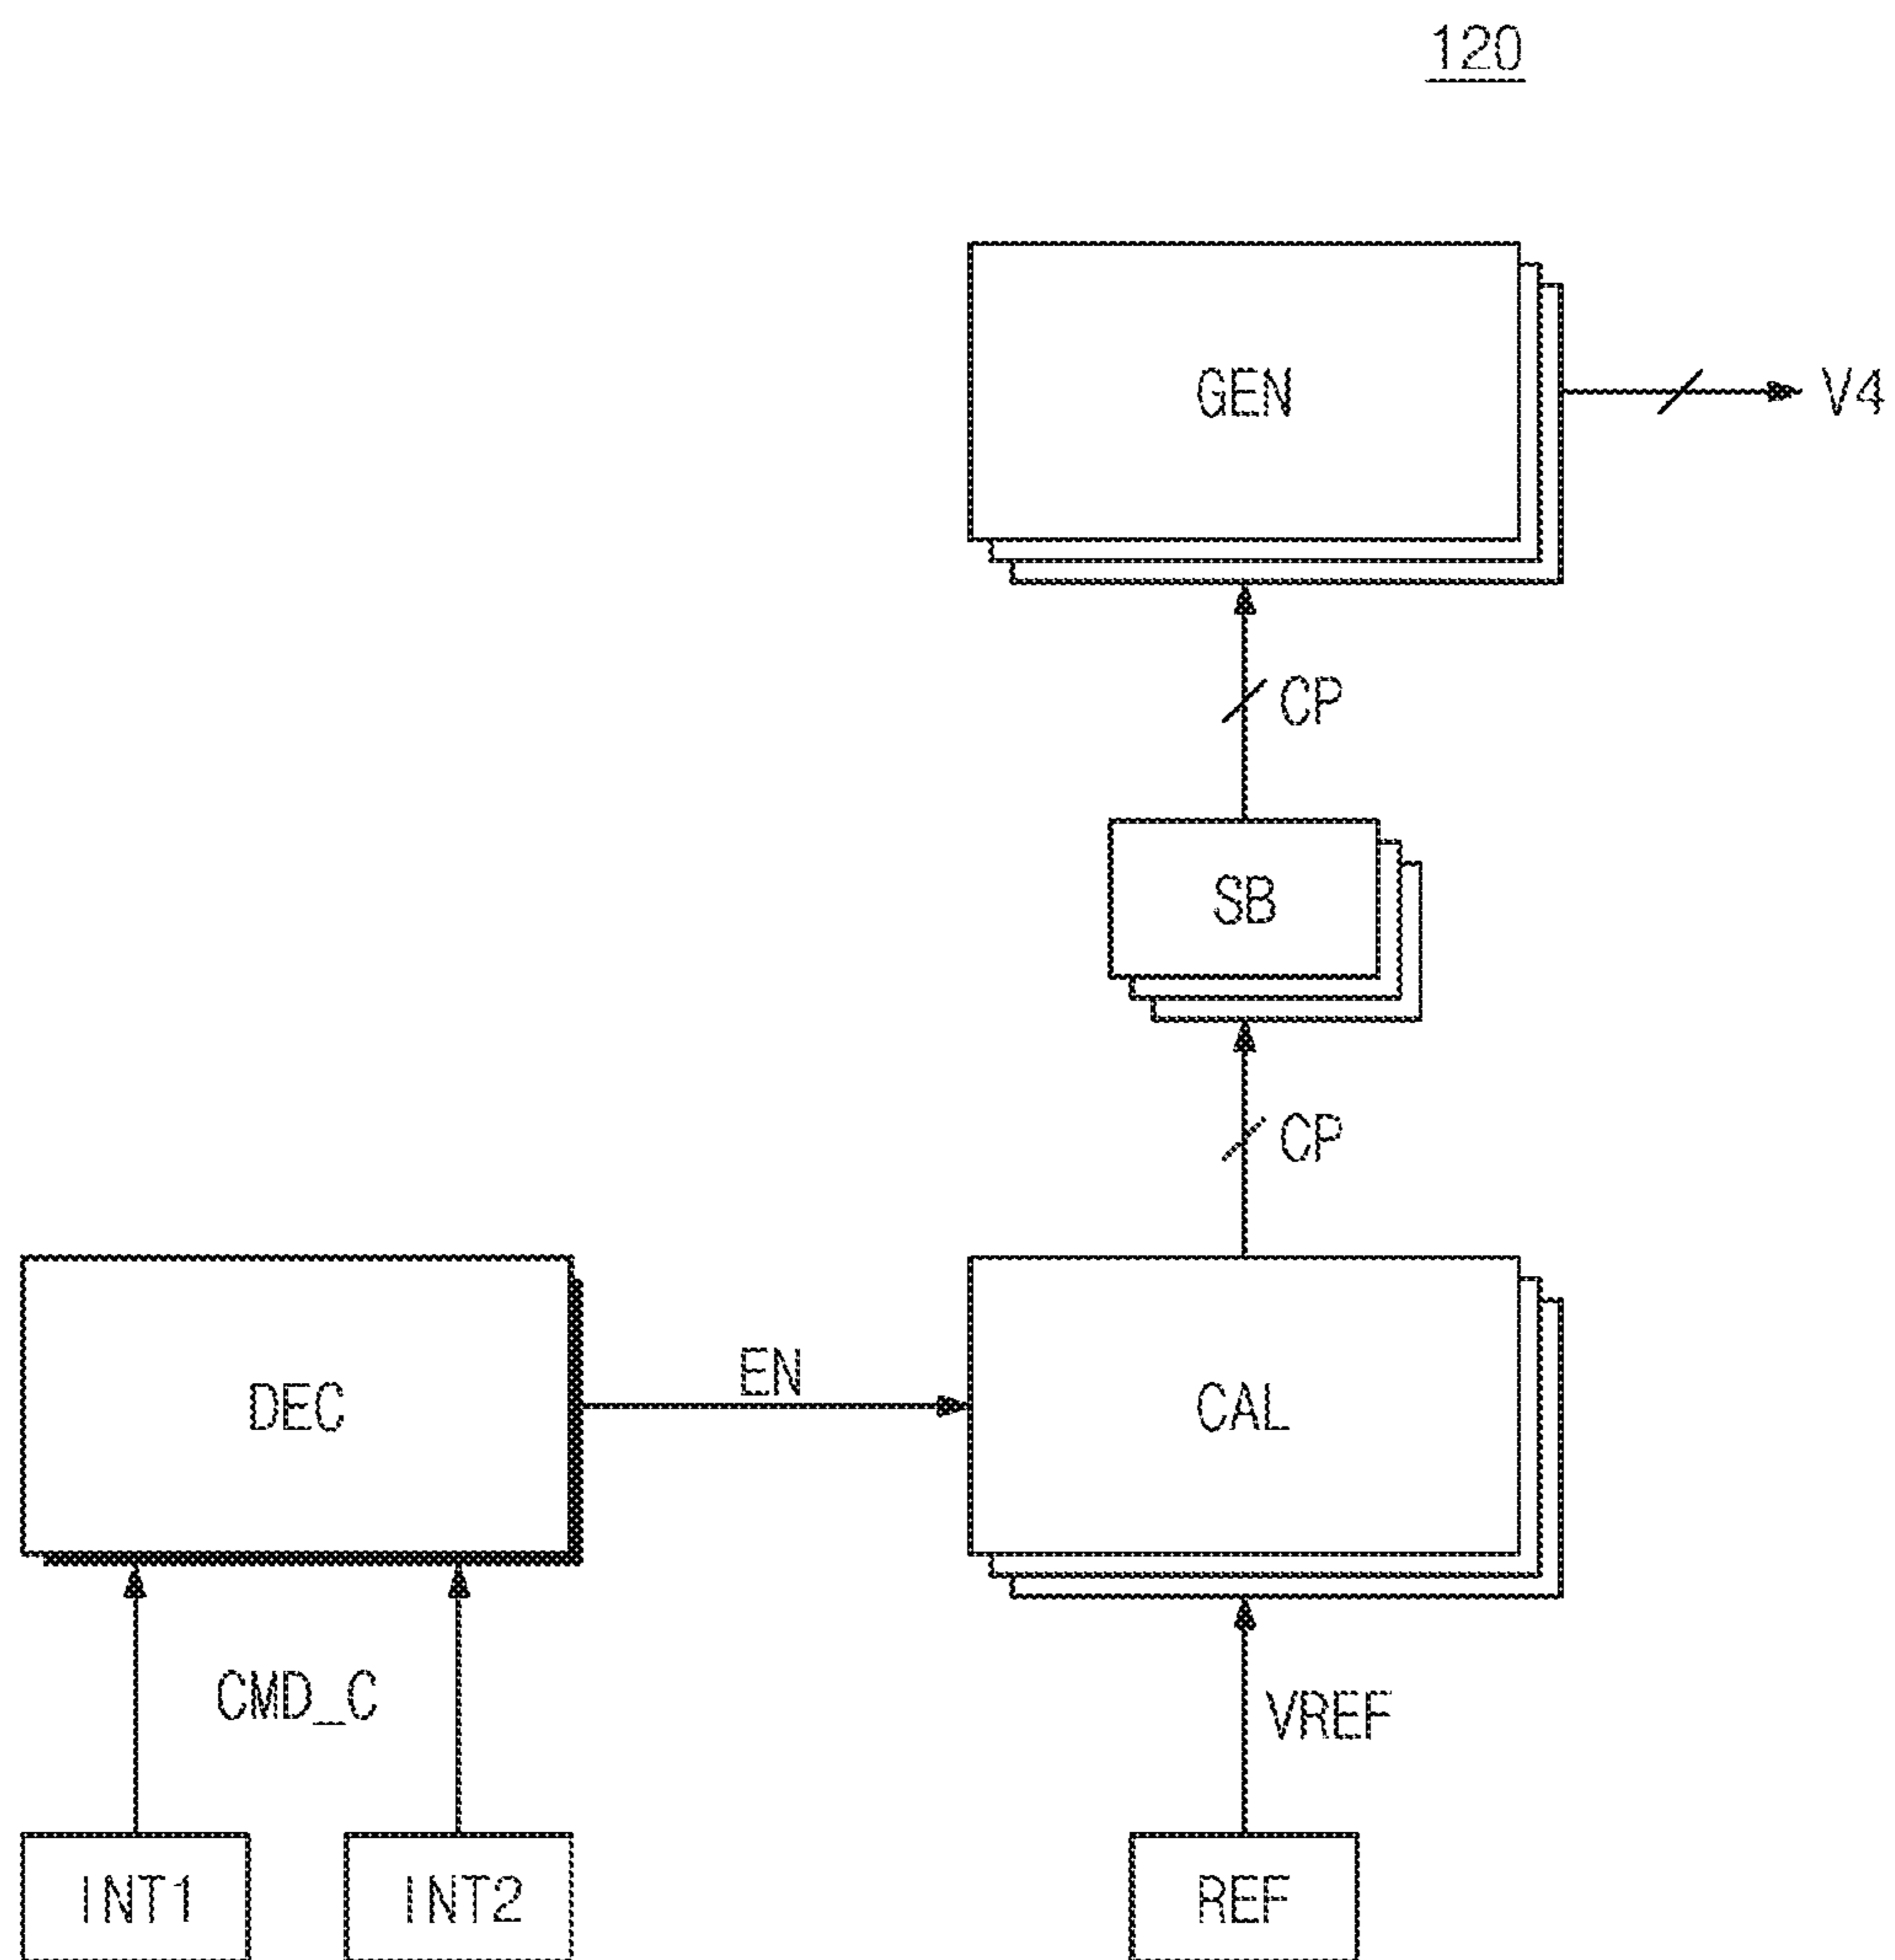 120
GEN
V4
CP
SB
CP
DEC
EN
CAL
CMD_C
VREF
INT1
INT2
REF